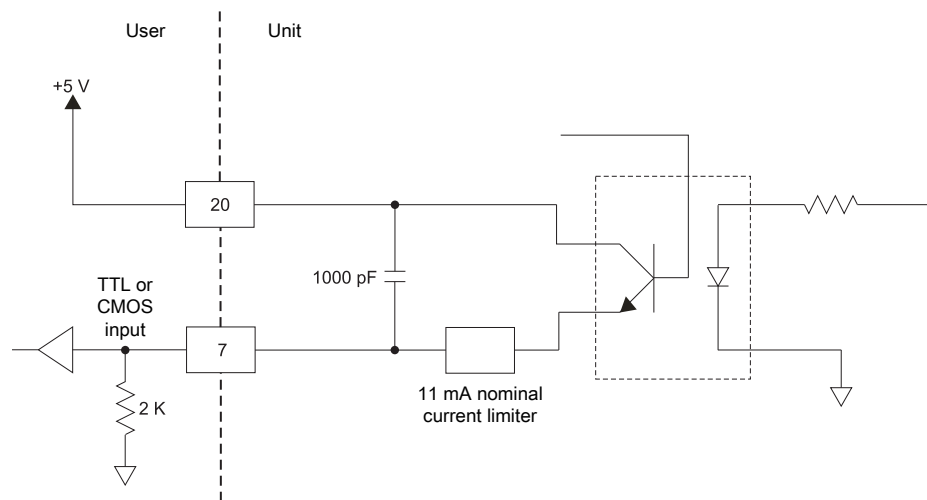 User
Unit
+5 V
20
1000 pF
TTL or
CMOS
input
7
2 K
11 mA nominal
current limiter